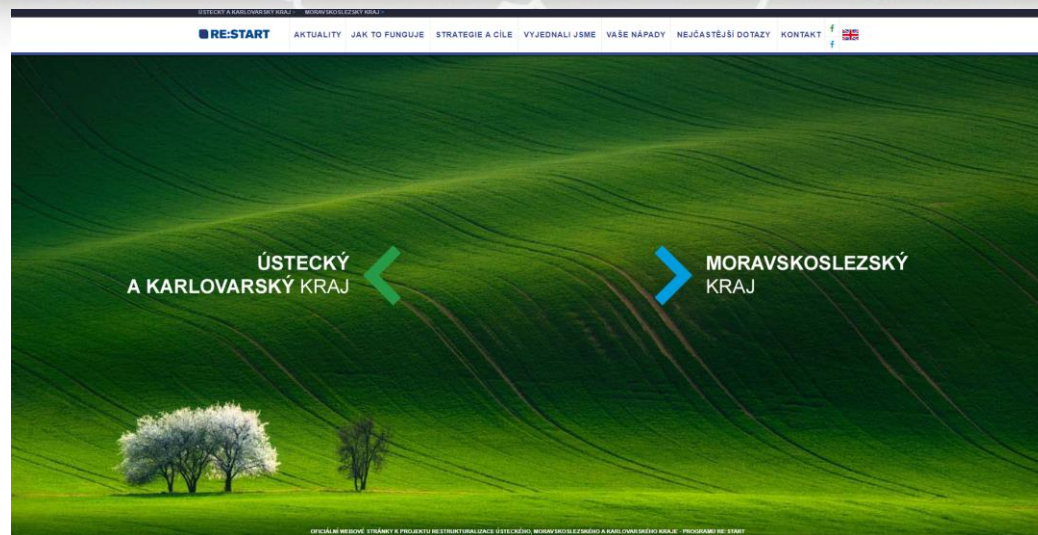 ÚSTECKÝ A KARLOVARSKÝ KRAJ > MORAVSKOSLEZSKÝ KRAJ >
RE:START AKTUALITY JAK TO FUNGUJE STRATEGIE A CÍLE VYJEDNALI JSME VAŠE NÁPADY NEJČASTĚJŠÍ DOTAZY KONTAKT
ÚSTECKÝ
A KARLOVARSKÝ KRAJ
MORAVSKOSLEZSKÝ
KRAJ
OFICIÁLNÍ WEBOVÉ STRÁNKY K PROJEKTU RESTRUKTURALIZACE ÚSTECKÉHO, MORAVSKOSLEZSKÉHO A KARLOVARSKÉHO KRAJE - PROGRAMU RE:START